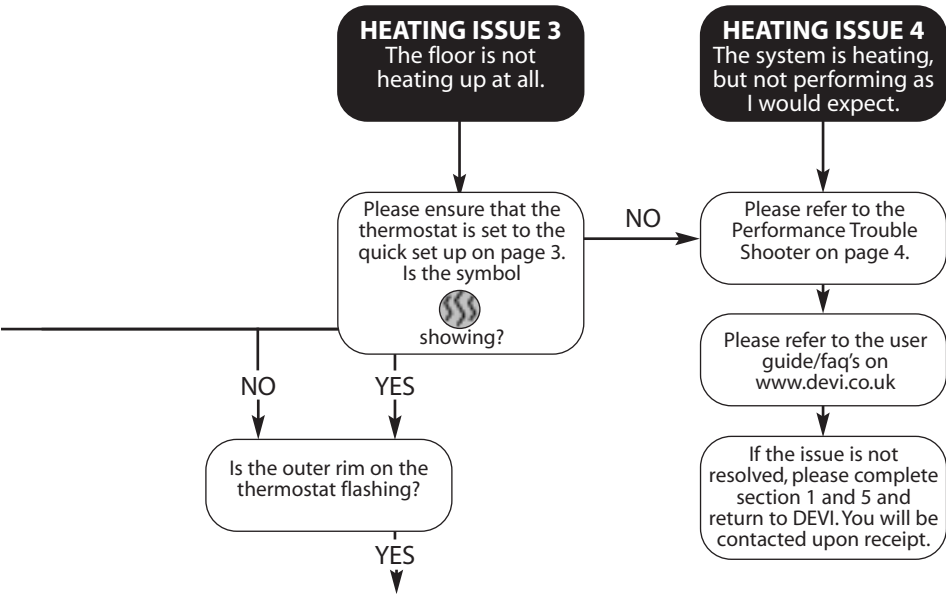 HEATING ISSUE 3
The floor is not
heating up at all.
HEATING ISSUE 4
The system is heating,
but not performing as
I would expect.
Please ensure that the
thermostat is set to the
quick set up on page 3.
Is the symbol
showing?
NO
Please refer to the
Performance Trouble
Shooter on page 4.
Please refer to the user
guide/faq's on
www.devi.co.uk
NO
YES
Is the outer rim on the
thermostat flashing?
If the issue is not
resolved, please complete
section 1 and 5 and
return to DEVI. You will be
contacted upon receipt.
YES